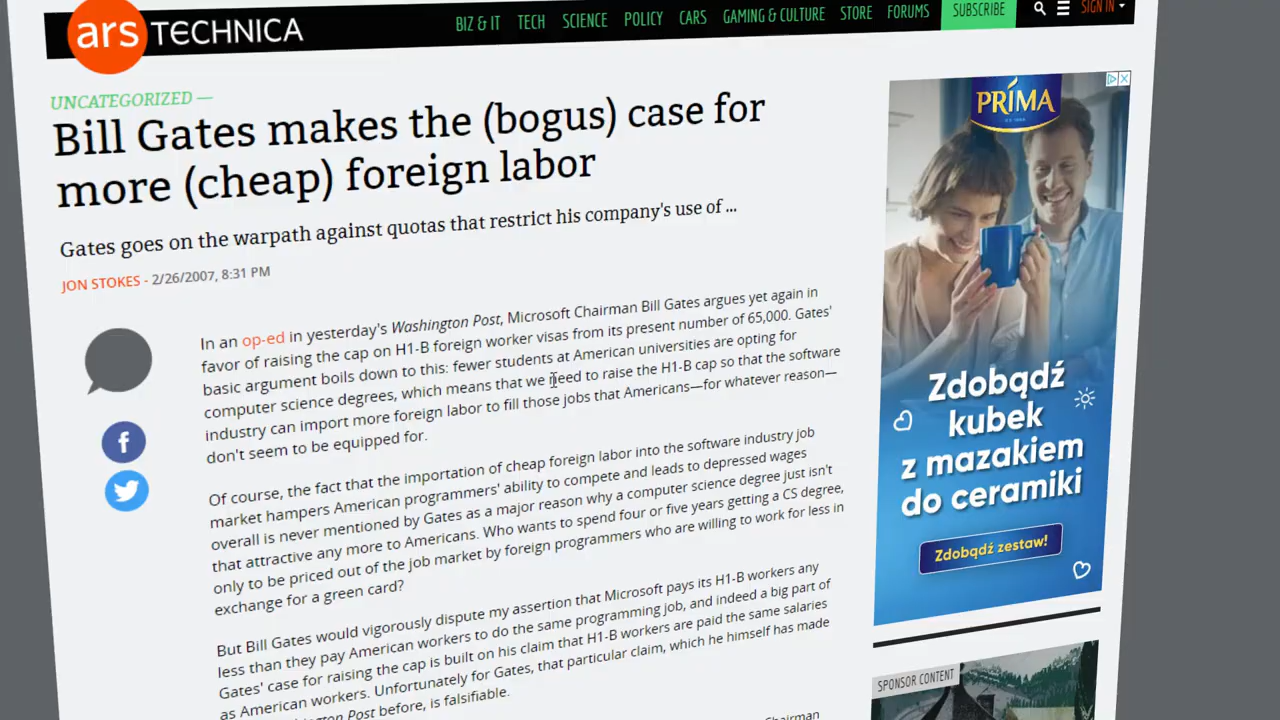 ars TECHNICA
BIZ & IT TECH SCIENCE POLICY CARS GAMING & CULTURE STORE FORUMS SUBSCRIBE SIGN IN
UNCATEGORIZED —
Bill Gates makes the (bogus) case for
more (cheap) foreign labor
Gates goes on the warpath against quotas that restrict his company's use of ...
JON STOKES - 2/26/2007, 8:31 PM
In an op-ed in yesterday's Washington Post, Microsoft Chairman Bill Gates argues yet again in
favor of raising the cap on H1-B foreign worker visas from its present number of 65,000. Gates'
basic argument boils down to this: fewer students at American universities are opting for
computer science degrees, which means that we need to raise the H1-B cap so that the software
industry can import more foreign labor to fill those jobs that Americans—for whatever reason—
don't seem to be equipped for.
Of course, the fact that the importation of cheap foreign labor into the software industry job
market hampers American programmers' ability to compete and leads to depressed wages
overall is never mentioned by Gates as a major reason why a computer science degree just isn't
that attractive any more to Americans. Who wants to spend four or five years getting a CS degree,
only to be priced out of the job market by foreign programmers who are willing to work for less in
exchange for a green card?
But Bill Gates would vigorously dispute my assertion that Microsoft pays its H1-B workers any
less than they pay American workers to do the same programming job, and indeed a big part of
Gates' case for raising the cap is built on his claim that H1-B workers are paid the same salaries
as American workers. Unfortunately for Gates, that particular claim, which he himself has made
Post before, is falsifiable.
Chairman
PRÍMA
Zdobądź
kubek
z mazakiem
do ceramiki
Zdobądź zestaw!
SPONSOR CONTENT